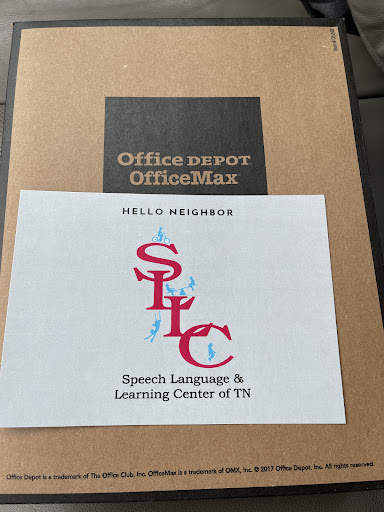 Office DEPOT
OfficeMax
HELLO NEIGHBOR
SLLC
Speech Language &
Learning Center of TN
Office Depot is a trademark of The Office Club, Inc. OfficeMax is a trademark of OMX, Inc. © 2017 Office Depot, Inc. All rights reserved.